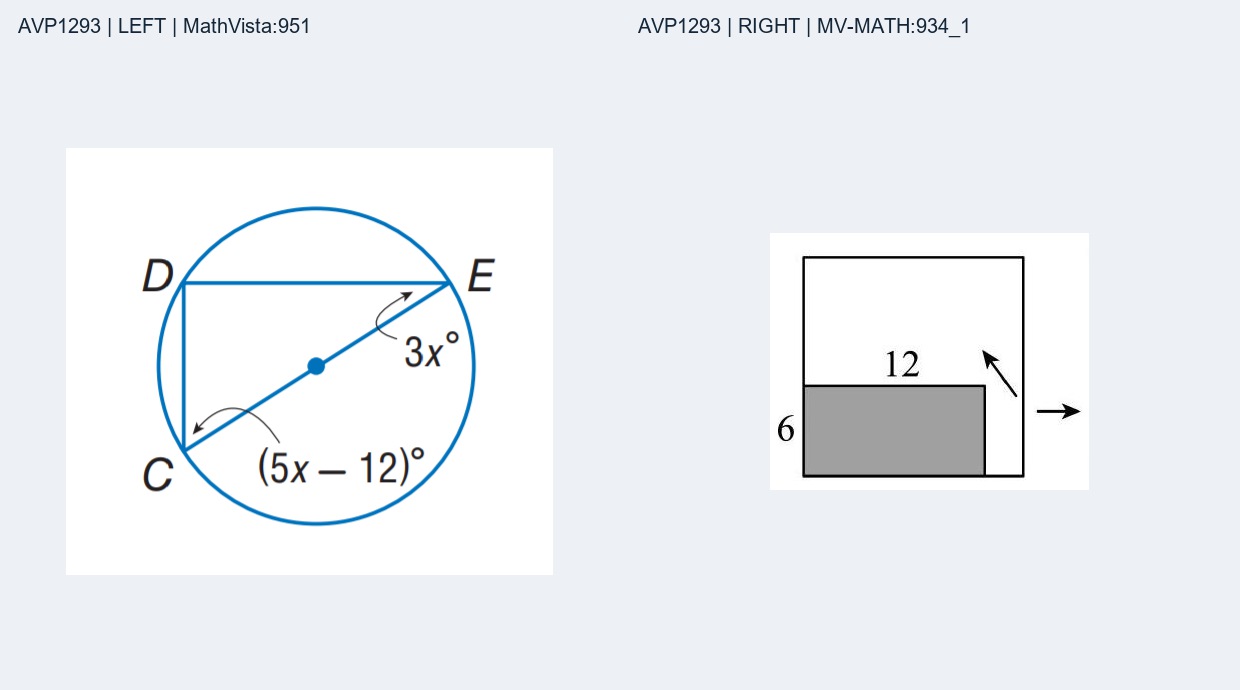 AVP1293 | LEFT | MathVista:951
AVP1293 | RIGHT | MV-MATH:934_1
D
E
3x°
C
(5x – 12)°
12
6